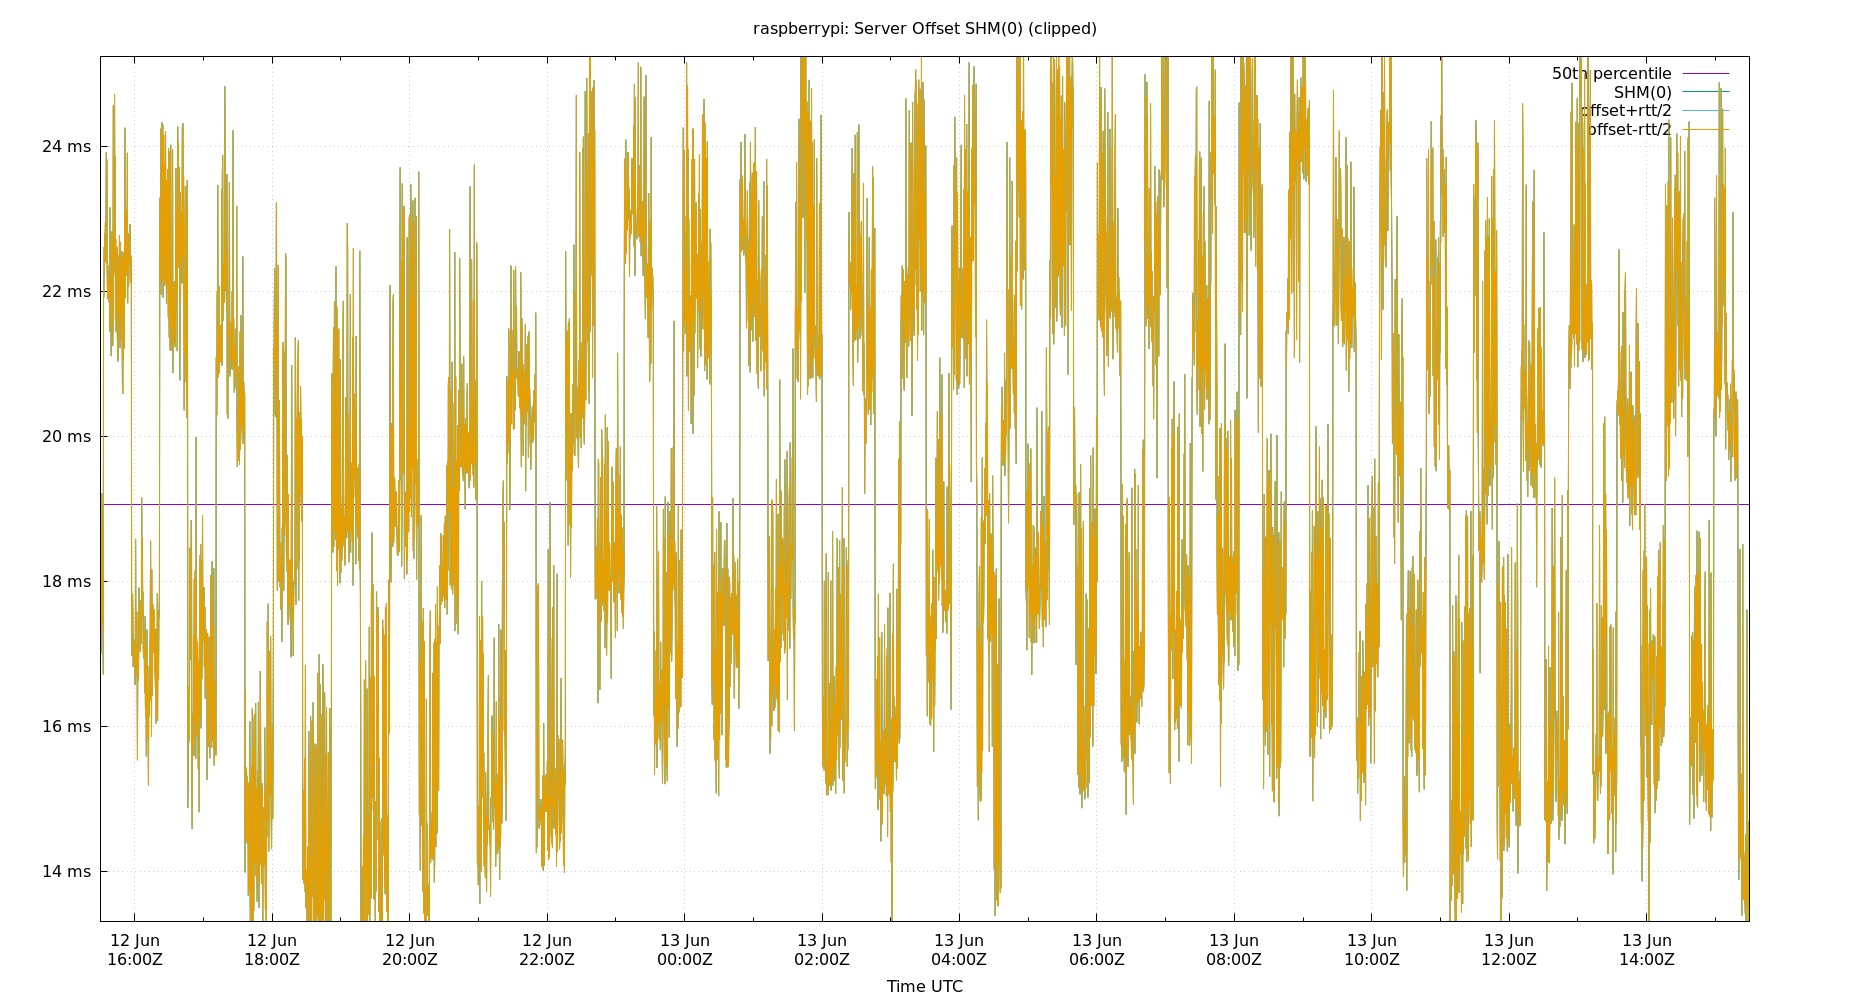 raspberrypi: Server Offset SHM(0) (clipped)
50th percentile
SHM(0)
offset+rtt/2
offset-rtt/2
24 ms
22 ms
20 ms
18 ms
16 ms
14 ms
12 Jun 12 Jun 12 Jun 12 Jun 13 Jun 13 Jun 13 Jun 13 Jun 13 Jun 13 Jun 13 Jun 13 Jun
16:00Z 18:00Z 20:00Z 22:00Z 00:00Z 02:00Z 04:00Z 06:00Z 08:00Z 10:00Z 12:00Z 14:00Z
Time UTC